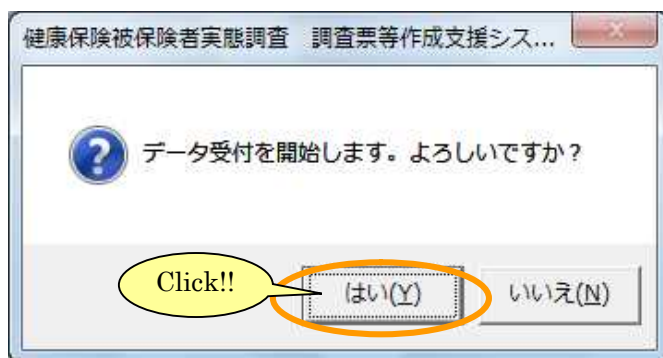 健康保険被保険者実態調査 調査票等作成支援シス...
データ受付を開始します。よろしいですか？
Click!!
はい(Y)
いいえ(N)